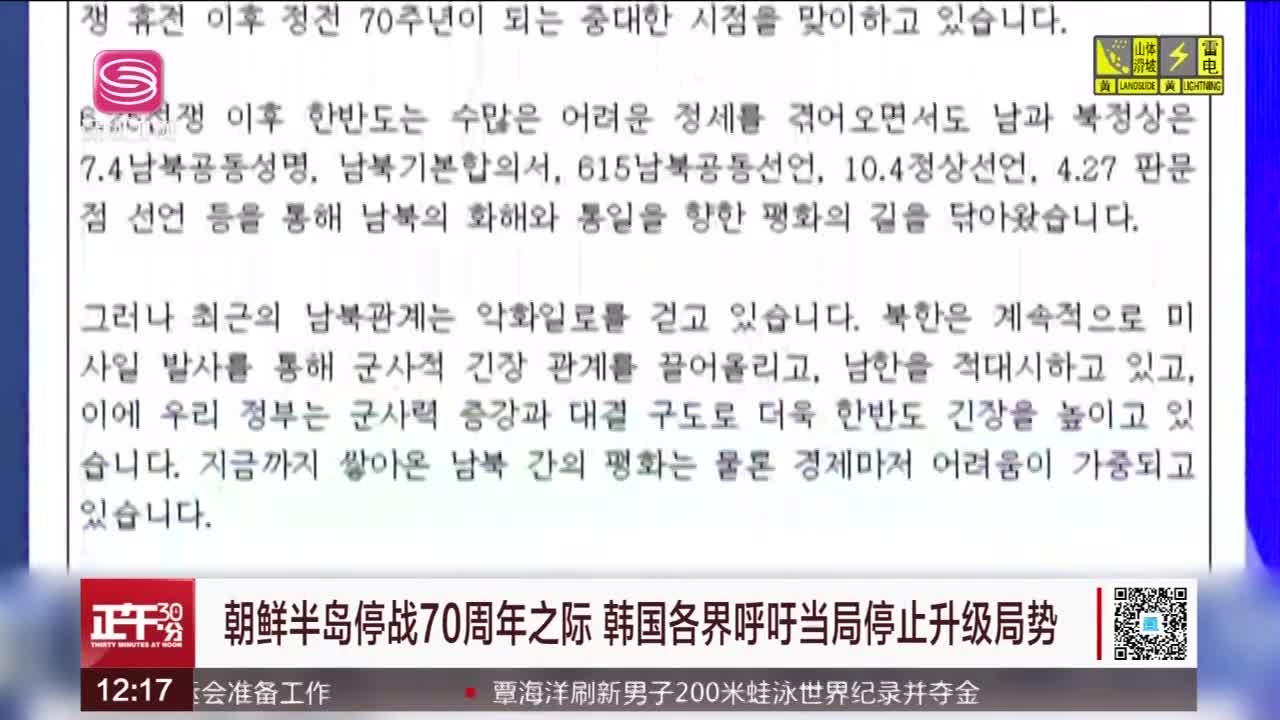 쟁 휴전 이후 정전 70주년이 되는 중대한 시점을 맞이하고 있습니다.
山体滑坡
雷电
黄 LANDSLIDE 黄 LIGHTNING
이후 한반도는 수많은 어려운 정세를 겪어오면서도 남과 북정상은
7.4남북공동성명, 남북기본합의서, 615남북공동선언, 10.4정상선언, 4.27 판문
점 선언 등을 통해 남북의 화해와 통일을 향한 평화의 길을 닦아왔습니다.
그러나 최근의 남북관계는 악화일로를 걷고 있습니다. 북한은 계속적으로 미
사일 발사를 통해 군사적 긴장 관계를 끌어올리고, 남한을 적대시하고 있고,
이에 우리 정부는 군사력 증강과 대결 구도로 더욱 한반도 긴장을 높이고 있
습니다. 지금까지 쌓아온 남북 간의 평화는 물론 경제마저 어려움이 가중되고
있습니다.
正午30分
THIRTY MINUTES AT NOON
朝鲜半岛停战70周年之际 韩国各界呼吁当局停止升级局势
12:17
运会准备工作 ■ 覃海洋刷新男子200米蛙泳世界纪录并夺金